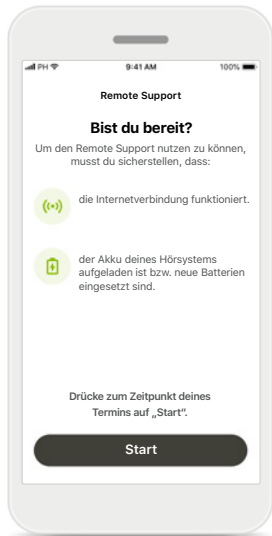 PH
9:41 AM
100%
Remote Support
Bist du bereit?
Um den Remote Support nutzen zu können,
musst du sicherstellen, dass:
die Internetverbindung funktioniert.
der Akku deines Hörsystems
aufgeladen ist bzw. neue Batterien
eingesetzt sind.
Drücke zum Zeitpunkt deines
Termins auf „Start“.
Start